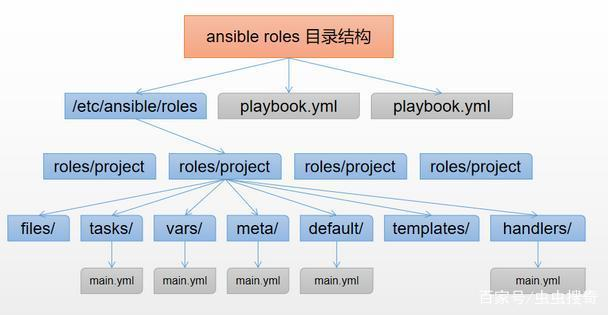 ansible roles 目录结构
/etc/ansible/roles
playbook.yml
playbook.yml
roles/project
roles/project
roles/project
roles/project
files/
tasks/
vars/
meta/
default/
templates/
handlers/
main.yml
main.yml
main.yml
main.yml
main.yml
百家号/虫虫搜奇